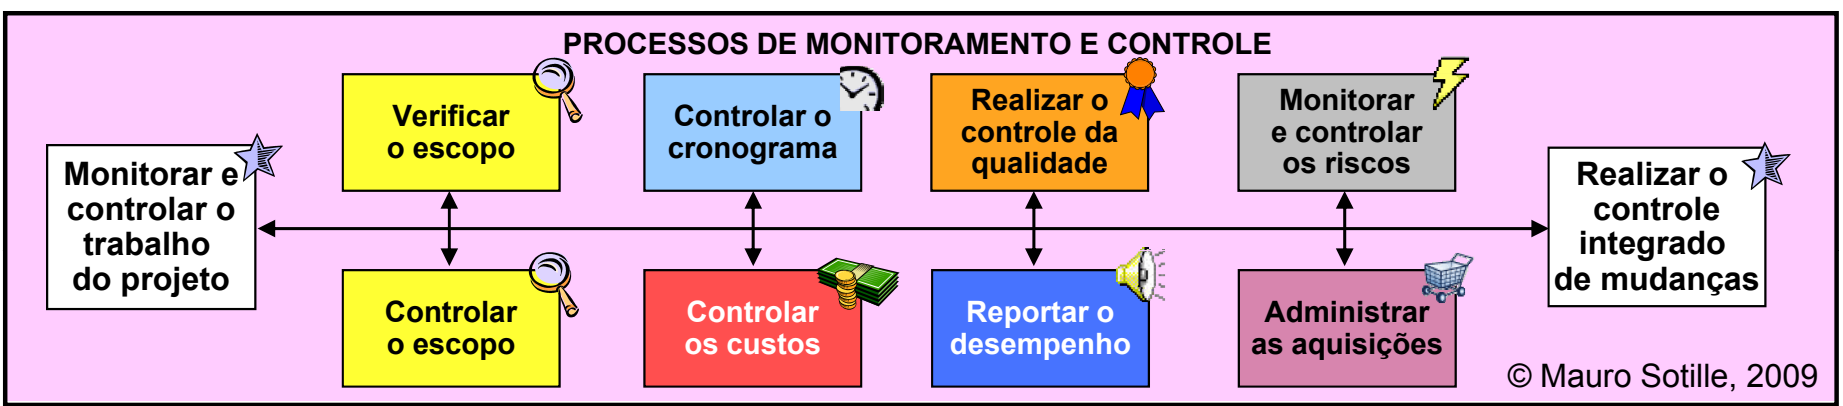 PROCESSOS DE MONITORAMENTO E CONTROLE
Monitorar e
controlar o
trabalho
do projeto
Verificar
o escopo
Controlar
o escopo
Controlar o
cronograma
Controlar
os custos
Realizar o
controle da
qualidade
Reportar o
desempenho
Monitorar
e controlar
os riscos
Administrar
as aquisições
Realizar o
controle
integrado
de mudanças
© Mauro Sotille, 2009